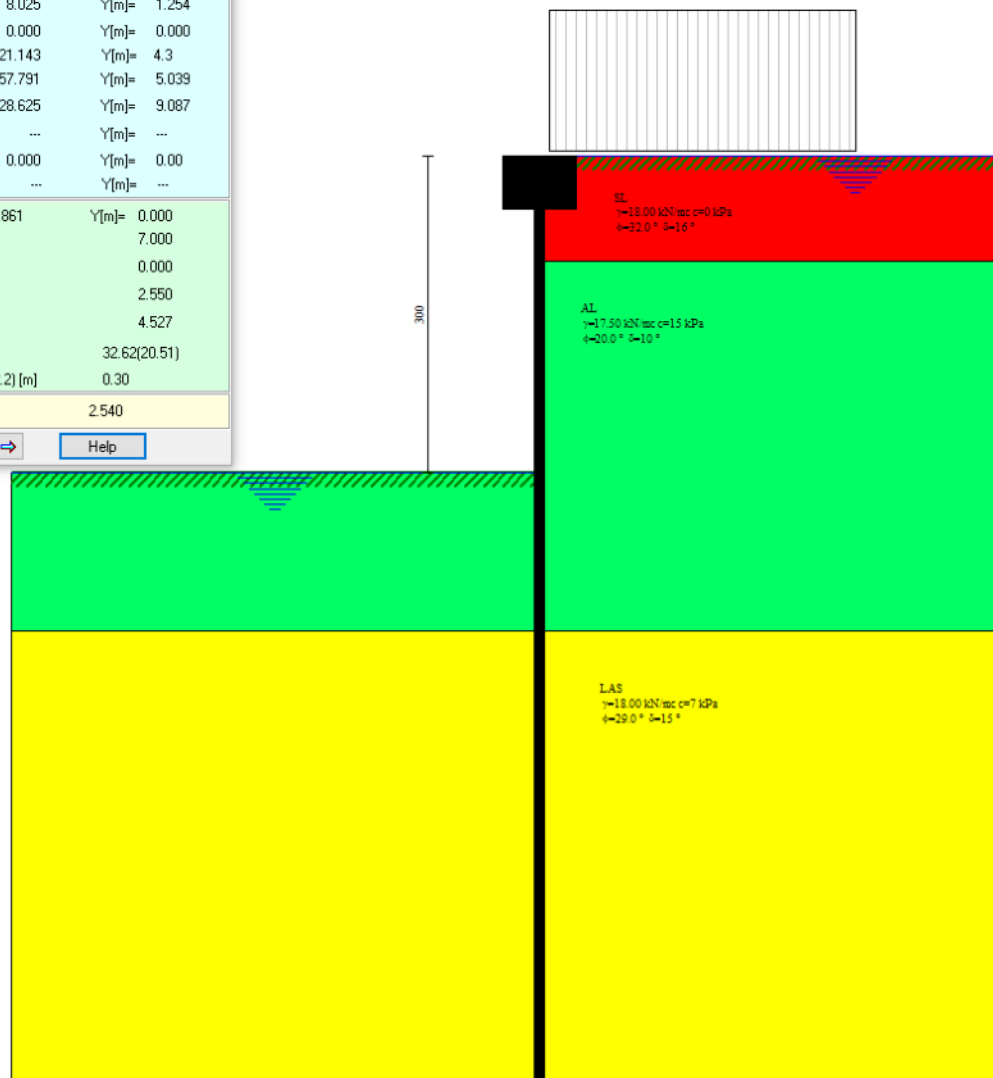 8.025 Y[m]= 1.254
0.000 Y[m]= 0.000
21.143 Y[m]= 4.3
57.791 Y[m]= 5.039
28.625 Y[m]= 9.087
--- Y[m]= ---
0.000 Y[m]= 0.00
--- Y[m]= ---
.861 Y[m]= 0.000
7.000
0.000
2.550
4.527
32.62(20.51)
.2) [m] 0.30
2.540
Help
300
SL
γ=18.00 kN/mc c=0 kPa
ϕ=32.0 ° δ=16 °
AL
γ=17.50 kN/mc c=15 kPa
ϕ=20.0 ° δ=10 °
LAS
γ=18.00 kN/mc c=7 kPa
ϕ=29.0 ° δ=15 °